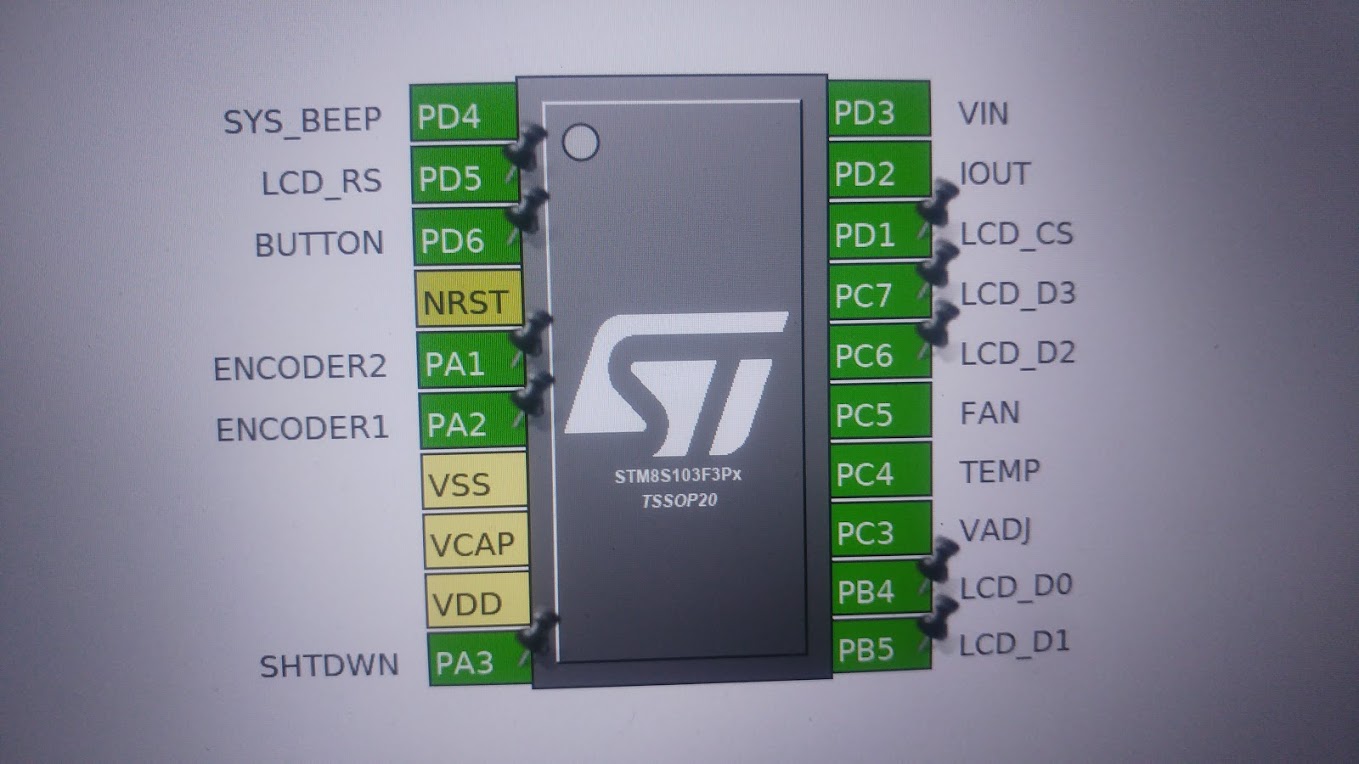 SYS_BEEP PD4 PD3 VIN
LCD_RS PD5 PD2 IOUT
BUTTON PD6 PD1 LCD_CS
NRST PC7 LCD_D3
ENCODER2 PA1 PC6 LCD_D2
ENCODER1 PA2 PC5 FAN
VSS PC4 TEMP
VCAP PC3 VADJ
VDD PB4 LCD_D0
SHTDWN PA3 PB5 LCD_D1
ST
STM8S103F3Px
TSSOP20